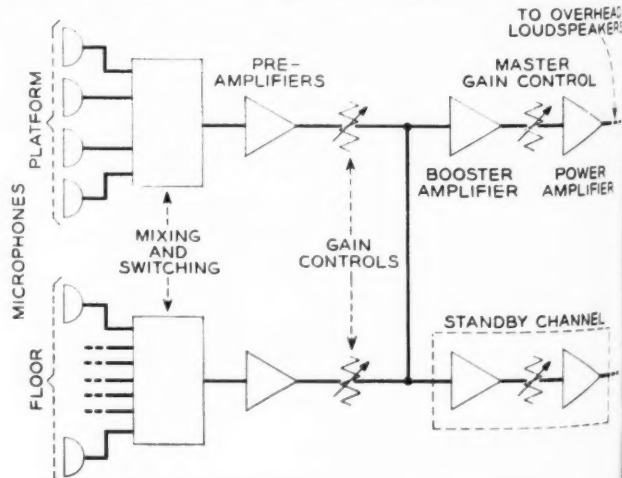 TO OVERHEAD
LOUDSPEAKERS
PRE-
AMPLIFIERS
MASTER
GAIN CONTROL
PLATFORM
BOOSTER
AMPLIFIER
POWER
AMPLIFIER
MICROPHONES
MIXING
AND
SWITCHING
GAIN
CONTROLS
STANDBY CHANNEL
FLOOR